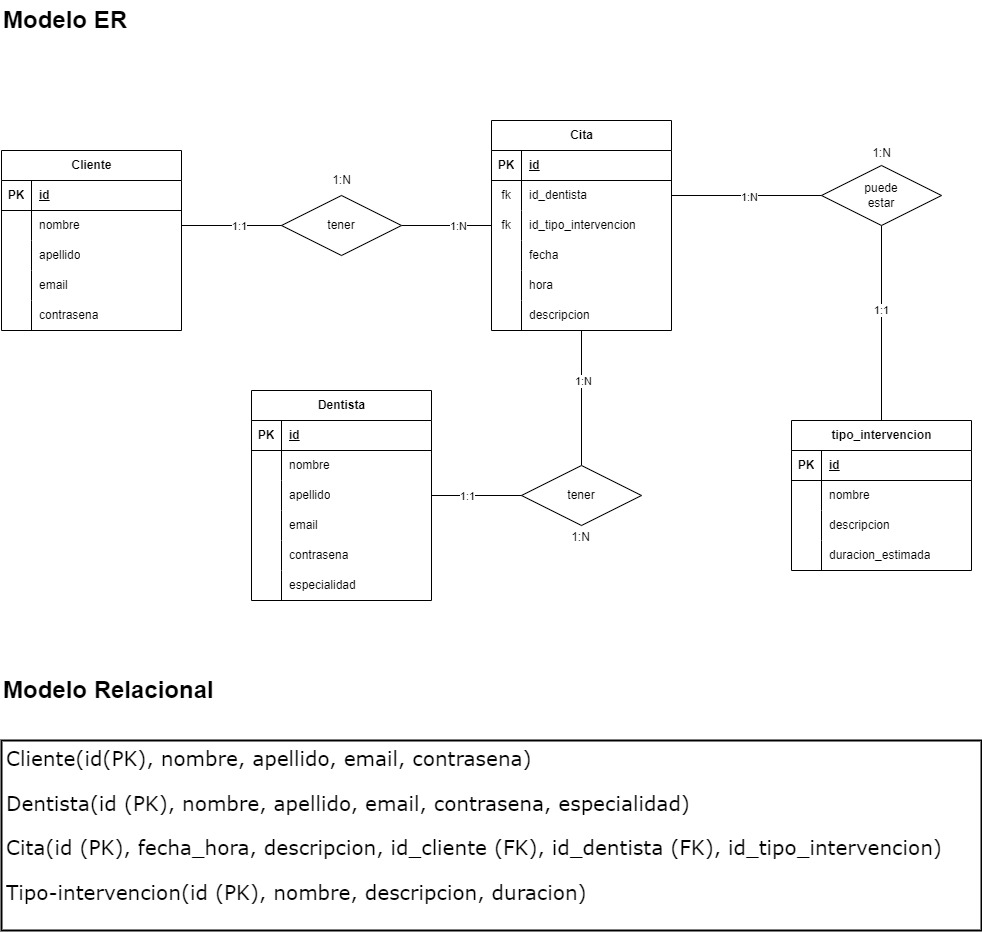 Modelo ER
Cliente
PK id
nombre
apellido
email
contrasena
1:1
1:N
tener
1:N
Cita
PK id
fk id_dentista
fk id_tipo_intervencion
fecha
hora
descripcion
1:N
1:N
puede
estar
1:1
1:N
Dentista
PK id
nombre
apellido
email
contrasena
especialidad
1:1
tener
1:N
tipo_intervencion
PK id
nombre
descripcion
duracion_estimada
Modelo Relacional
Cliente(id(PK), nombre, apellido, email, contrasena)
Dentista(id (PK), nombre, apellido, email, contrasena, especialidad)
Cita(id (PK), fecha_hora, descripcion, id_cliente (FK), id_dentista (FK), id_tipo_intervencion)
Tipo-intervencion(id (PK), nombre, descripcion, duracion)